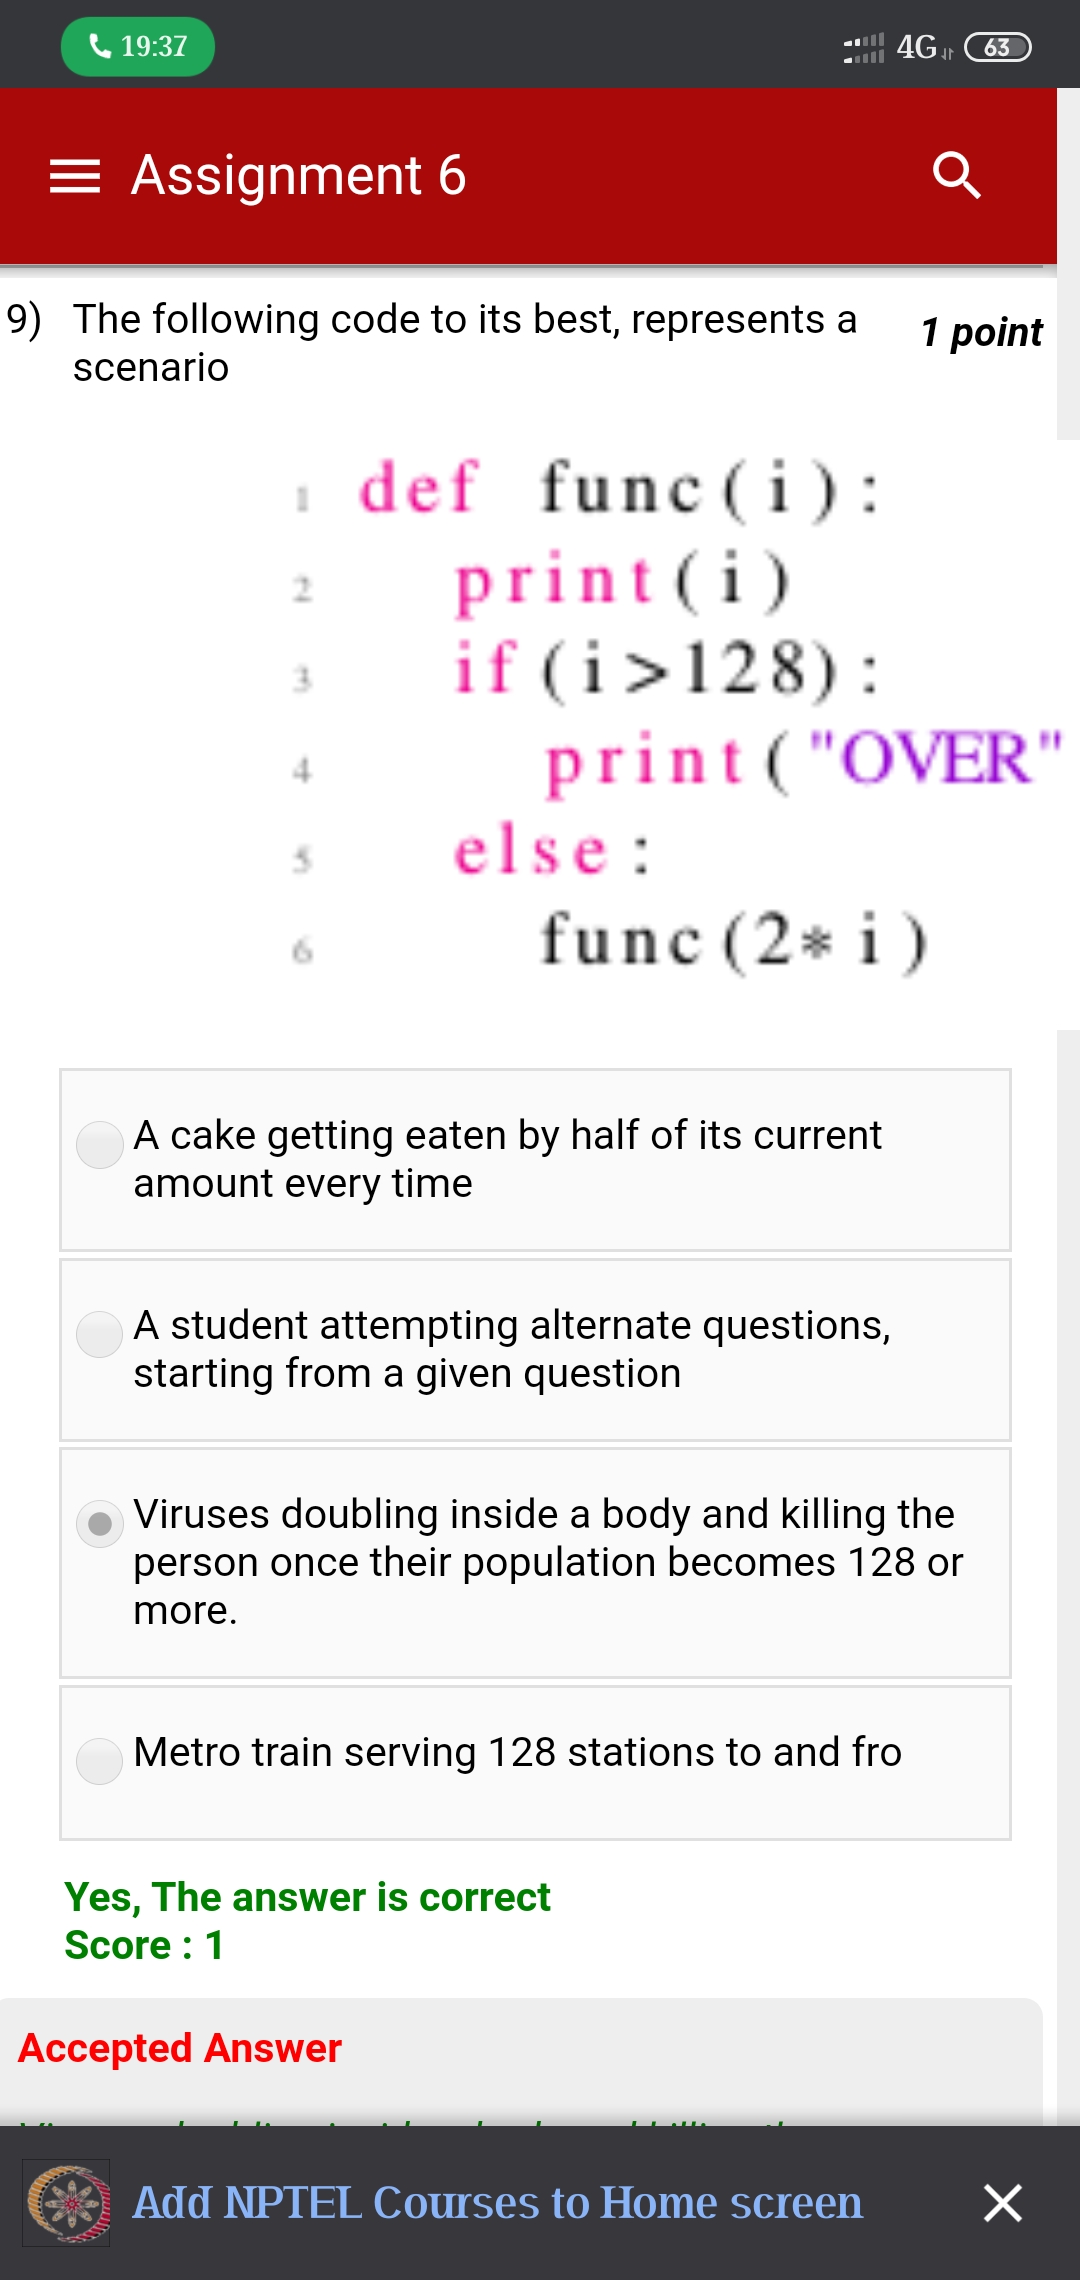 19:37
4G
63
Assignment 6
9) The following code to its best, represents a 1 point
scenario
1 def func(i):
2 print(i)
3 if(i>128):
4 print("OVER"
5 else:
6 func(2*i)
A cake getting eaten by half of its current
amount every time
A student attempting alternate questions,
starting from a given question
Viruses doubling inside a body and killing the
person once their population becomes 128 or
more.
Metro train serving 128 stations to and fro
Yes, The answer is correct
Score : 1
Accepted Answer
Add NPTEL Courses to Home screen